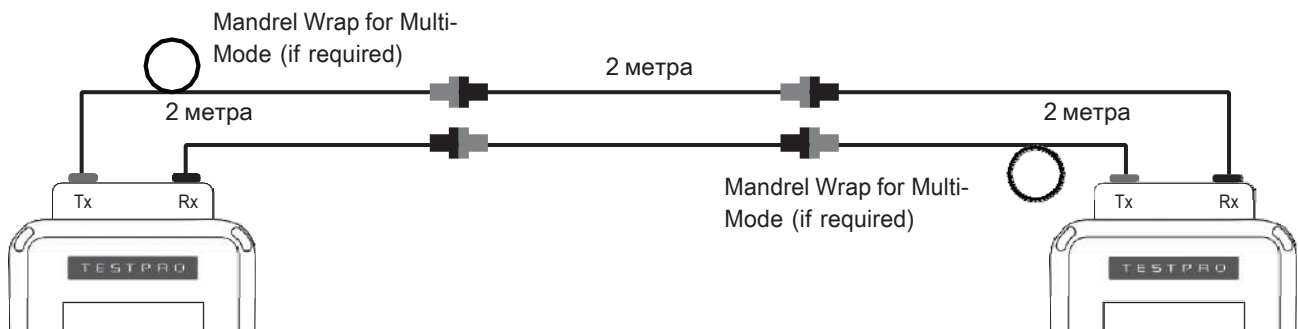 Mandrel Wrap for Multi-
Mode (if required)
2 метра
2 метра
2 метра
Mandrel Wrap for Multi-
Mode (if required)
Tx
Rx
Tx
Rx
TESTPRO
TESTPRO